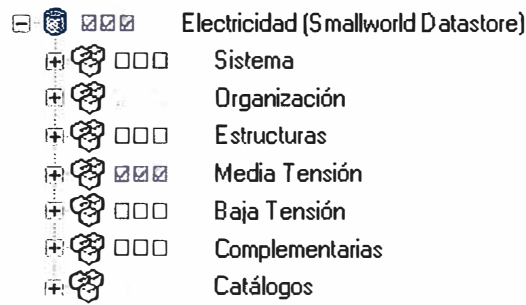 Electricidad (Smallworld Datastore)
Sistema
Organización
Estructuras
Media Tensión
Baja Tensión
Complementarias
Catálogos